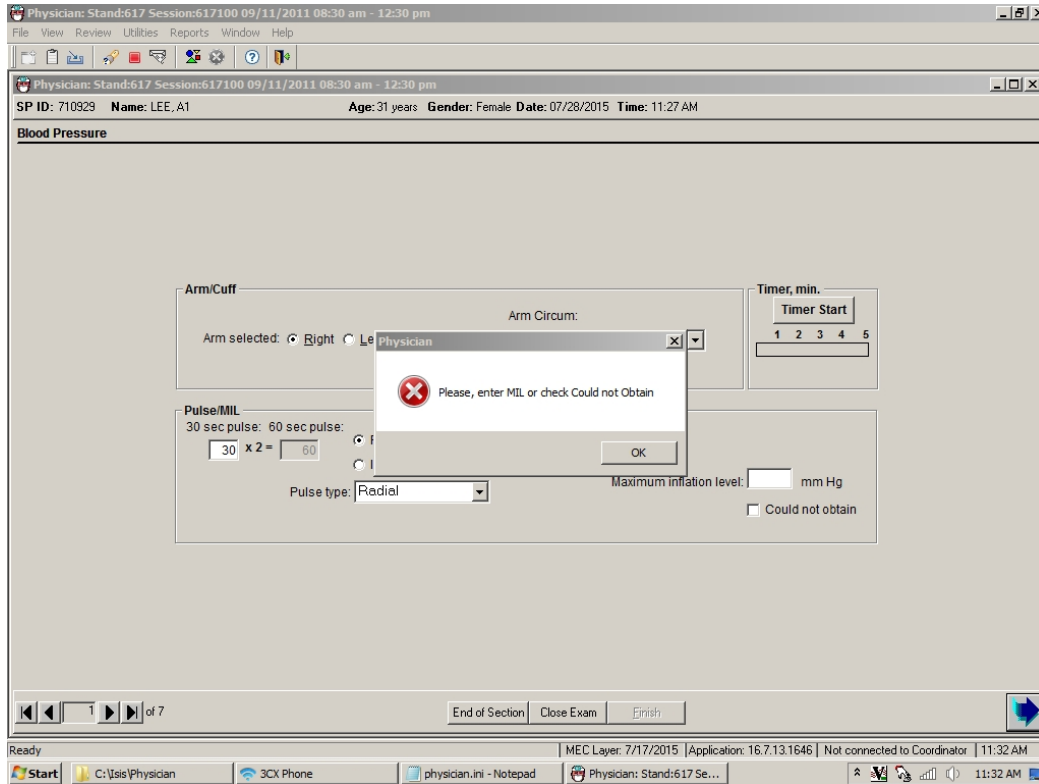 Physician: Stand:617 Session:617100 09/11/2011 08:30 am - 12:30 pm
File View Review Utilities Reports Window Help
Physician: Stand:617 Session:617100 09/11/2011 08:30 am - 12:30 pm
SP ID: 710929 Name: LEE, A1 Age: 31 years Gender: Female Date: 07/28/2015 Time: 11:27 AM
Blood Pressure
Arm/Cuff
Arm Circum:
Arm selected: Right Le
Timer, min.
Timer Start
1 2 3 4 5
Physician
Please, enter MIL or check Could not Obtain
OK
Pulse/MIL
30 sec pulse: 60 sec pulse:
30 x 2 = 60
Pulse type: Radial
Maximum inflation level: mm Hg
Could not obtain
1 of 7
End of Section Close Exam Finish
Ready MEC Layer: 7/17/2015 Application: 16.7.13.1646 Not connected to Coordinator 11:32 AM
Start C:\Isis\Physician 3CX Phone physician.ini - Notepad Physician: Stand:617 Se... 11:32 AM